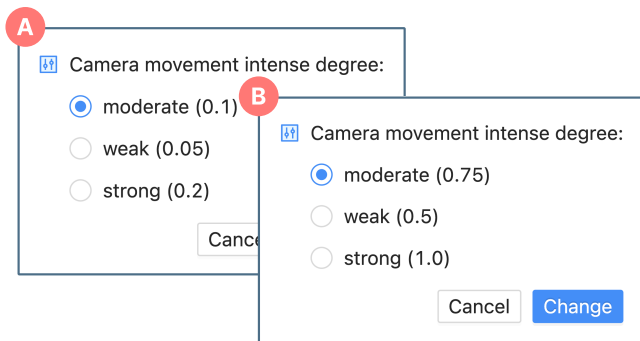 A
Camera movement intense degree:
moderate (0.1)
weak (0.05)
strong (0.2)
B
Camera movement intense degree:
moderate (0.75)
weak (0.5)
strong (1.0)
Cancel
Change